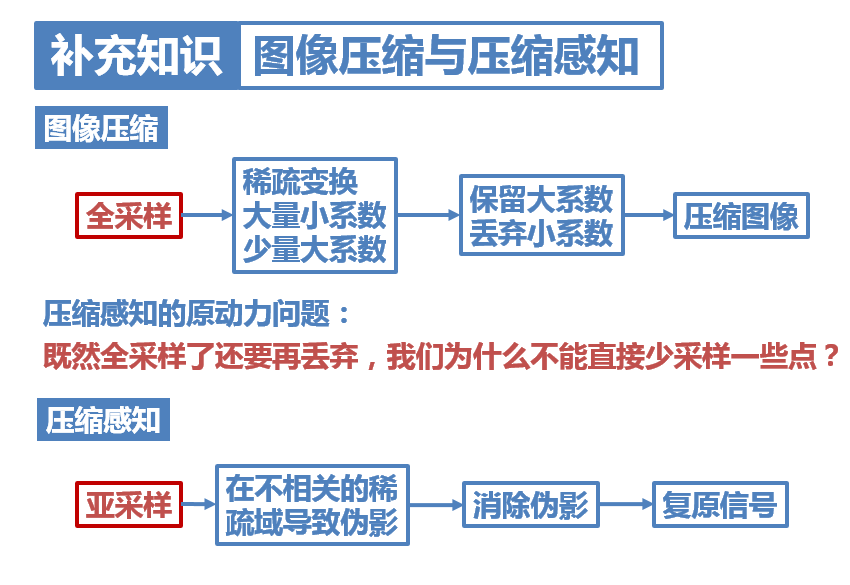 补充知识 图像压缩与压缩感知
图像压缩
全采样
稀疏变换
大量小系数
少量大系数
保留大系数
丢弃小系数
压缩图像
压缩感知的原动力问题：
既然全采样了还要再丢弃，我们为什么不能直接少采样一些点？
压缩感知
亚采样
在不相关的稀
疏域导致伪影
消除伪影
复原信号